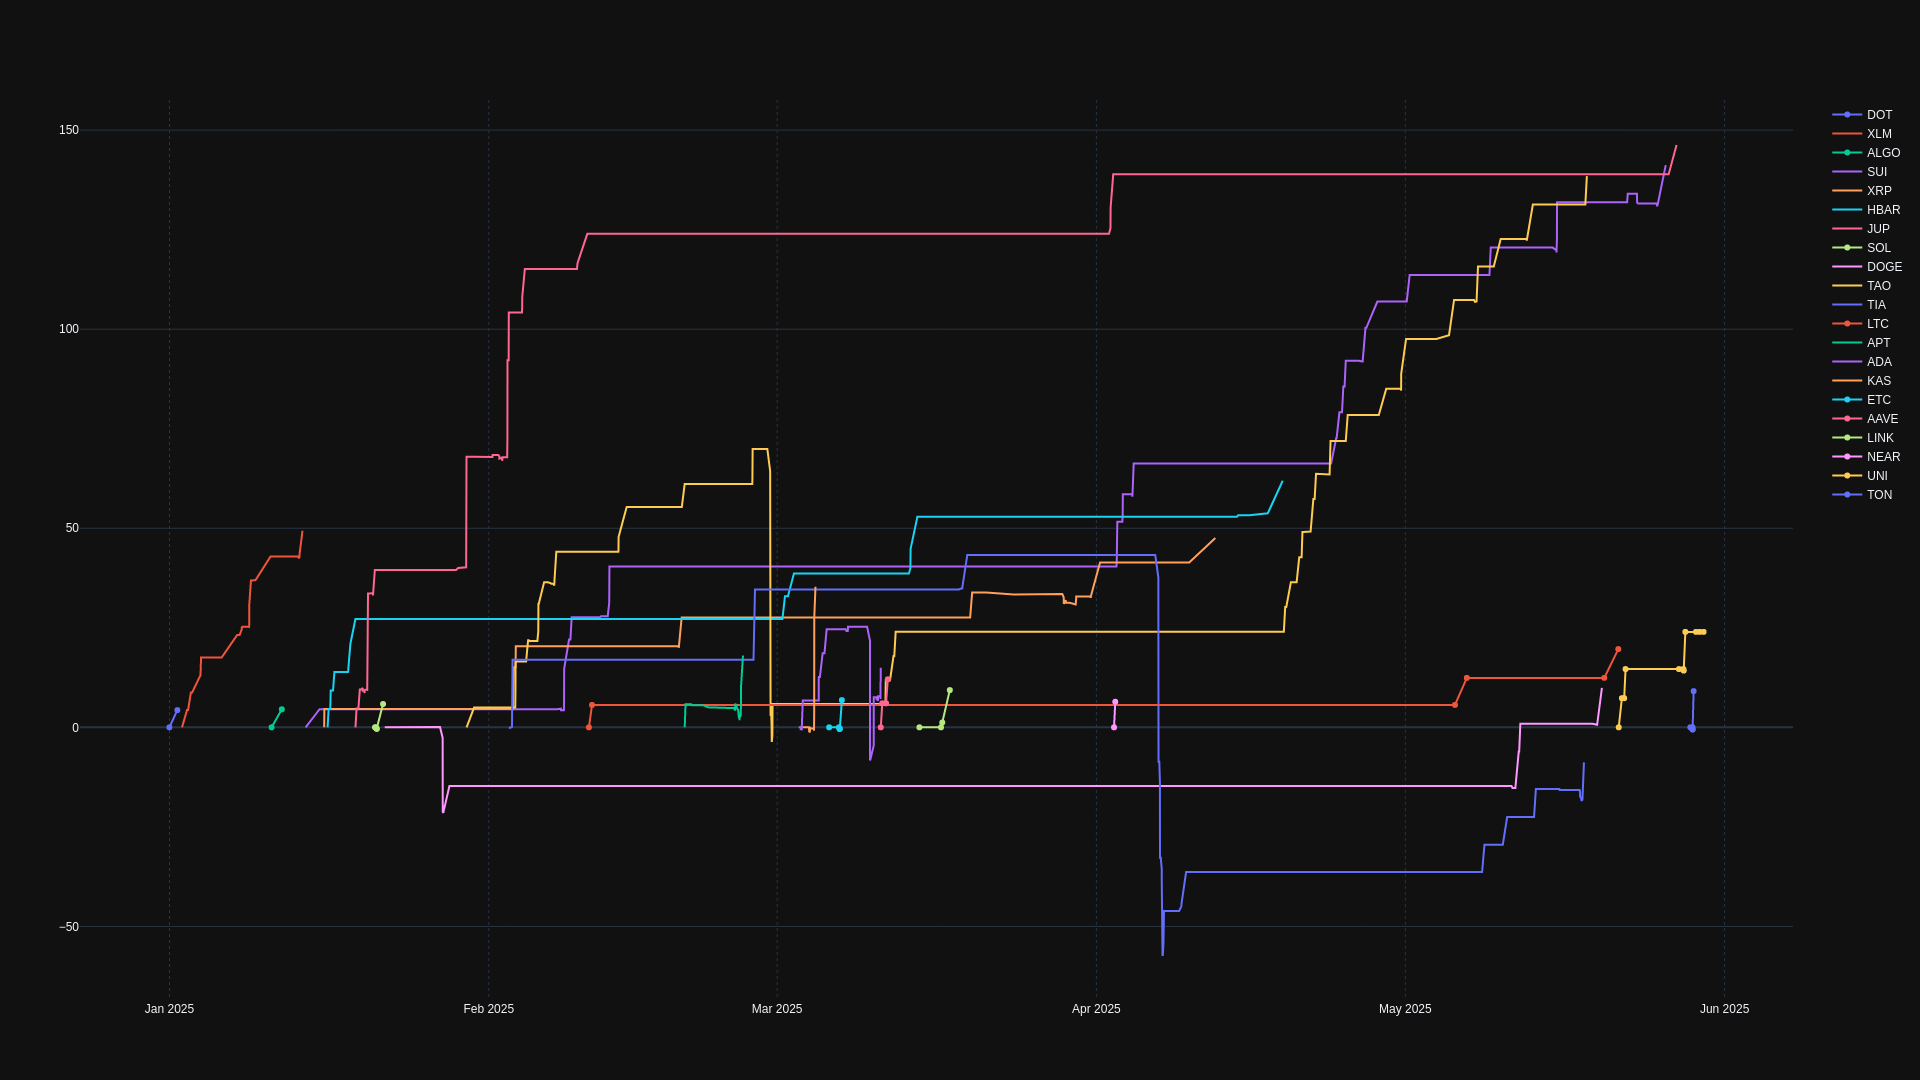 150
100
50
0
−50
Jan 2025
Feb 2025
Mar 2025
Apr 2025
May 2025
Jun 2025
DOT
XLM
ALGO
SUI
XRP
HBAR
JUP
SOL
DOGE
TAO
TIA
LTC
APT
ADA
KAS
ETC
AAVE
LINK
NEAR
UNI
TON